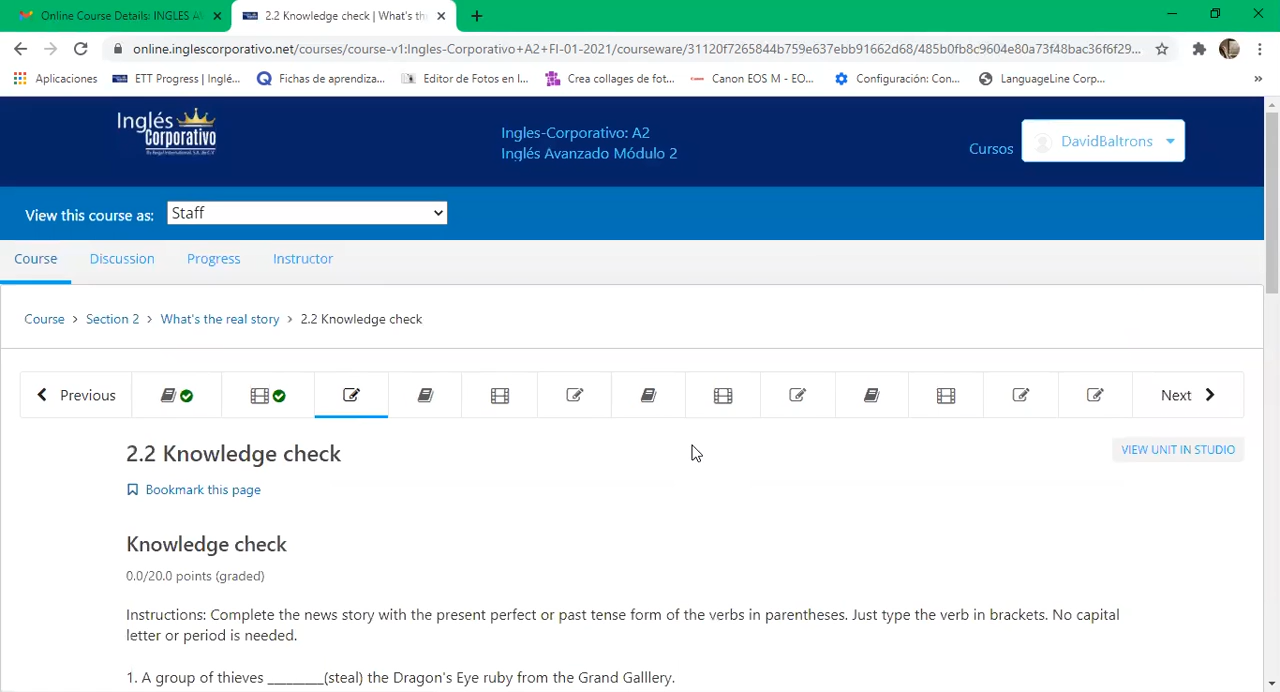 Online Course Details: INGLES A
2.2 Knowledge check | What's the
online.inglescorporativo.net/courses/course-v1:Ingles-Corporativo+A2+FI-01-2021/courseware/31120f7265844b759e637ebb91662d68/485b0fb8c9604e80a73f48bac36f6f29...
Aplicaciones ETT Progress | Inglé... Fichas de aprendiza... Editor de Fotos en l... Crea collages de fot... Canon EOS M - EO... Configuración: Con... LanguageLine Corp... »
Inglés
Corporativo
Ingles-Corporativo: A2
Inglés Avanzado Módulo 2
Cursos
DavidBaltrons
View this course as: Staff
Course Discussion Progress Instructor
Course > Section 2 > What's the real story > 2.2 Knowledge check
Previous Next
2.2 Knowledge check
VIEW UNIT IN STUDIO
Bookmark this page
Knowledge check
0.0/20.0 points (graded)
Instructions: Complete the news story with the present perfect or past tense form of the verbs in parentheses. Just type the verb in brackets. No capital
letter or period is needed.
1. A group of thieves _________(steal) the Dragon's Eye ruby from the Grand Galllery.